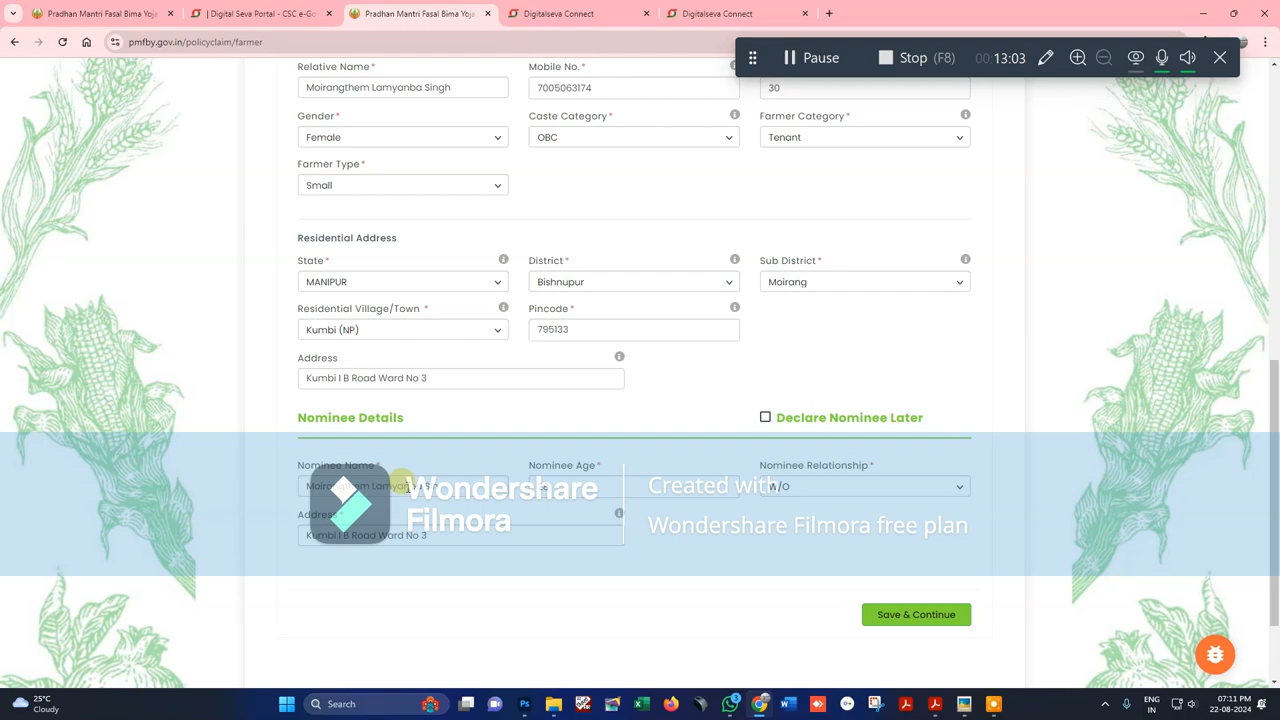 Pradhan Mantri Fasal Bima Yoja
| Digital Seva Portal - CSC e-Go
Pradhan Mantri Fasal Bima Yoja
Digitalseva Connect
Digitalseva Connect
pmfby.gov.in/policyclaim/farmer
Pause
Stop (F8)
00:13:03
Relative Name*
Mobile No.*
Moirangthem Lamyanba Singh
7005063174
30
Gender*
Caste Category*
Farmer Category*
Female
OBC
Tenant
Farmer Type*
Small
Residential Address
State*
District*
Sub District*
MANIPUR
Bishnupur
Moirang
Residential Village/Town *
Pincode*
Kumbi (NP)
795133
Address
Kumbi I B Road Ward No 3
Nominee Details
Declare Nominee Later
Nominee Name*
Nominee Age*
Nominee Relationship*
W/O
Wondershare
Filmora
Created with
Wondershare Filmora free plan
Address
Kumbi I B Road Ward No 3
Save & Continue
25°C
Cloudy
Search
3
ENG
IN
07:11 PM
22-08-2024